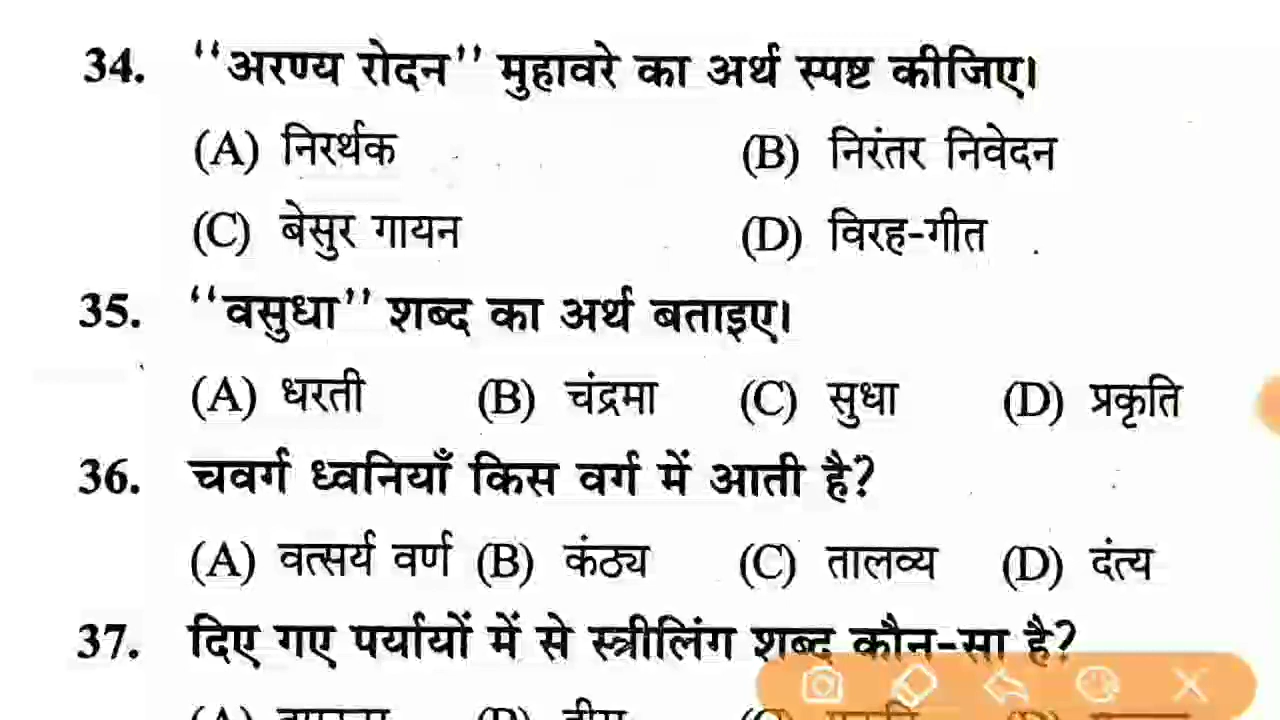 34. “अरण्य रोदन” मुहावरे का अर्थ स्पष्ट कीजिए।
(A) निरर्थक (B) निरंतर निवेदन
(C) बेसुर गायन (D) विरह-गीत
35. “वसुधा” शब्द का अर्थ बताइए।
(A) धरती (B) चंद्रमा (C) सुधा (D) प्रकृति
36. चवर्ग ध्वनियाँ किस वर्ग में आती है?
(A) वत्सर्य वर्ण (B) कंठ्य (C) तालव्य (D) दंत्य
37. दिए गए पर्यायों में से स्त्रीलिंग शब्द कौन-सा है?